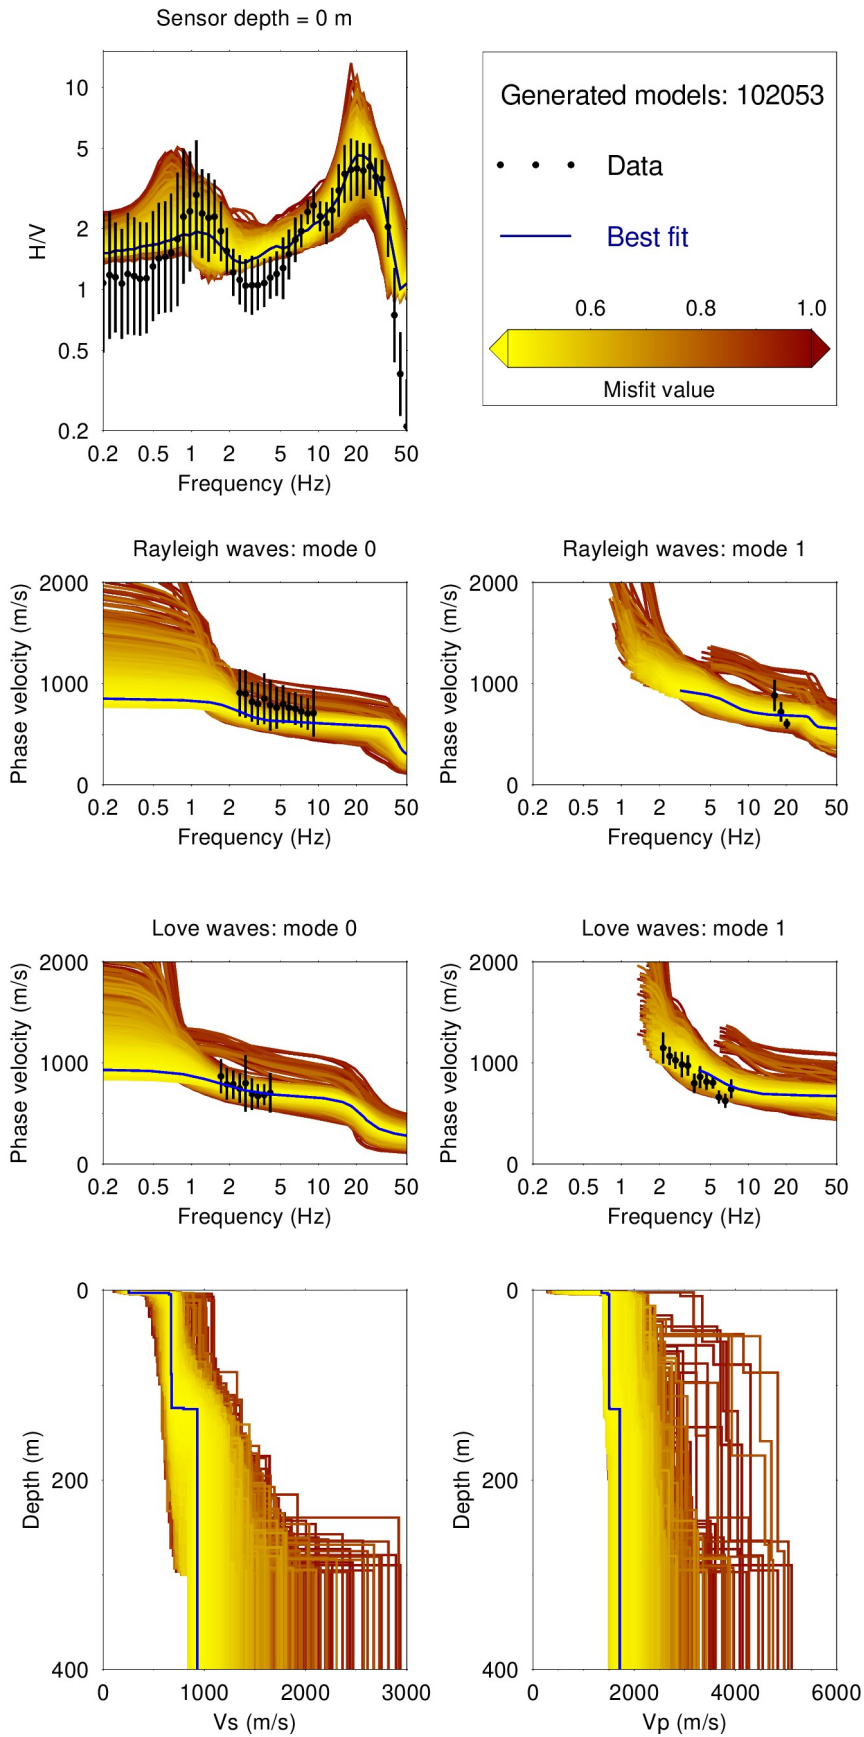 Sensor depth = 0 m
10
5
2
1
0.5
0.2
H/V
0.2 0.5 1 2 5 10 20 50
Frequency (Hz)
Generated models: 102053
Data
Best fit
0.6 0.8 1.0
Misfit value
Rayleigh waves: mode 0
2000
1000
0
Phase velocity (m/s)
0.2 0.5 1 2 5 10 20 50
Frequency (Hz)
Rayleigh waves: mode 1
2000
1000
0
Phase velocity (m/s)
0.2 0.5 1 2 5 10 20 50
Frequency (Hz)
Love waves: mode 0
2000
1000
0
Phase velocity (m/s)
0.2 0.5 1 2 5 10 20 50
Frequency (Hz)
Love waves: mode 1
2000
1000
0
Phase velocity (m/s)
0.2 0.5 1 2 5 10 20 50
Frequency (Hz)
0
200
400
Depth (m)
0 1000 2000 3000
Vs (m/s)
0
200
400
Depth (m)
0 2000 4000 6000
Vp (m/s)